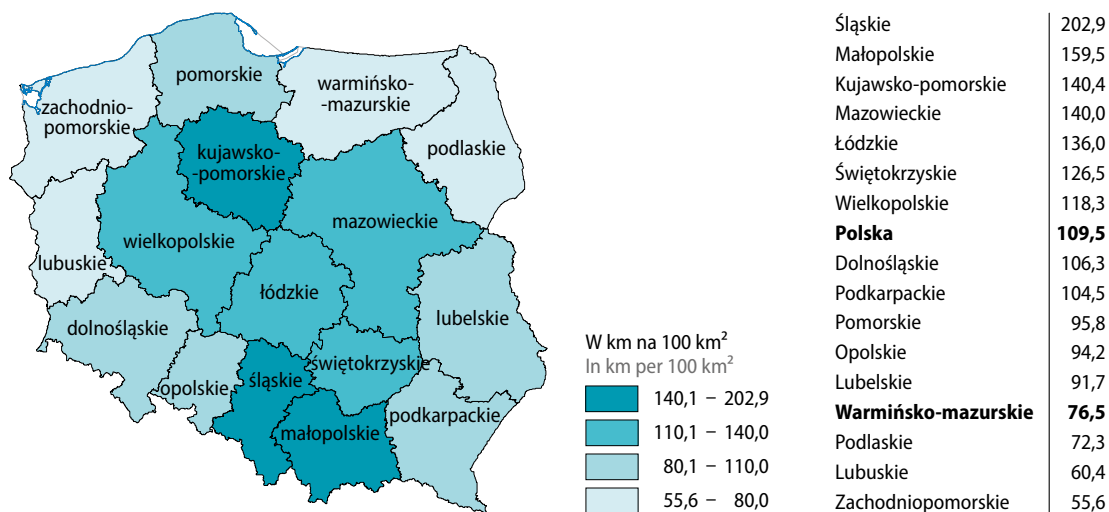 pomorskie
warmińsko-
-mazurskie
zachodnio-
pomorskie
podlaskie
kujawsko-
-pomorskie
mazowieckie
wielkopolskie
lubuskie
łódzkie
lubelskie
dolnośląskie
świętokrzyskie
śląskie
opolskie
podkarpackie
małopolskie
W km na 100 km²
In km per 100 km²
140,1 – 202,9
110,1 – 140,0
80,1 – 110,0
55,6 – 80,0
Śląskie 202,9
Małopolskie 159,5
Kujawsko-pomorskie 140,4
Mazowieckie 140,0
Łódzkie 136,0
Świętokrzyskie 126,5
Wielkopolskie 118,3
Polska 109,5
Dolnośląskie 106,3
Podkarpackie 104,5
Pomorskie 95,8
Opolskie 94,2
Lubelskie 91,7
Warmińsko-mazurskie 76,5
Podlaskie 72,3
Lubuskie 60,4
Zachodniopomorskie 55,6